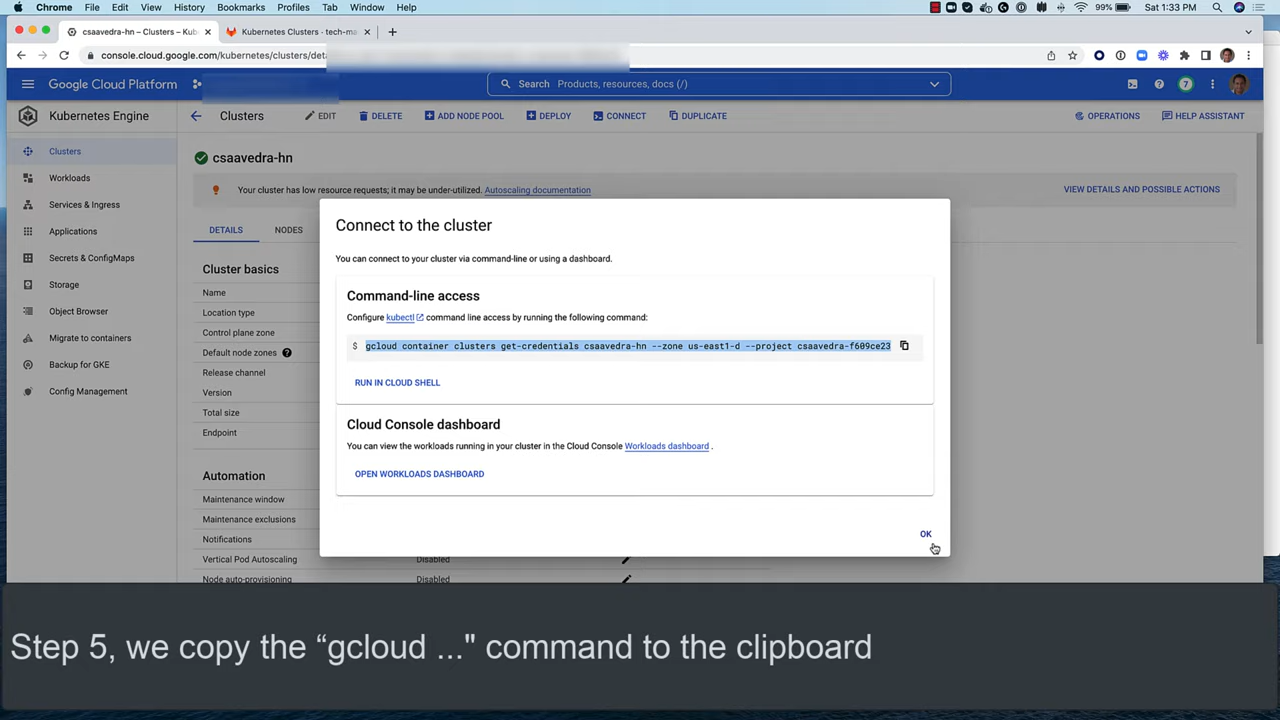 Chrome File Edit View History Bookmarks Profiles Tab Window Help 99% Sat 1:33 PM
csaavedra-hn – Clusters – Kub
Kubernetes Clusters · tech-ma
console.cloud.google.com/kubernetes/clusters/deta
Google Cloud Platform
Search Products, resources, docs (/)
7
Kubernetes Engine
Clusters
Workloads
Services & Ingress
Applications
Secrets & ConfigMaps
Storage
Object Browser
Migrate to containers
Backup for GKE
Config Management
Clusters EDIT DELETE ADD NODE POOL DEPLOY CONNECT DUPLICATE OPERATIONS HELP ASSISTANT
csaavedra-hn
Your cluster has low resource requests; it may be under-utilized. Autoscaling documentation
VIEW DETAILS AND POSSIBLE ACTIONS
DETAILS NODES
Cluster basics
Name
Location type
Control plane zone
Default node zones
Release channel
Version
Total size
Endpoint
Automation
Maintenance window
Maintenance exclusions
Notifications
Vertical Pod Autoscaling Disabled
Node auto-provisioning Disabled
Connect to the cluster
You can connect to your cluster via command-line or using a dashboard.
Command-line access
Configure kubectl command line access by running the following command:
$ gcloud container clusters get-credentials csaavedra-hn --zone us-east1-d --project csaavedra-f609ce23
RUN IN CLOUD SHELL
Cloud Console dashboard
You can view the workloads running in your cluster in the Cloud Console Workloads dashboard .
OPEN WORKLOADS DASHBOARD
OK
Step 5, we copy the “gcloud ..." command to the clipboard